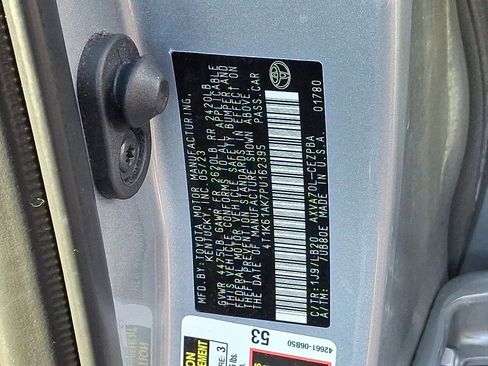 MFD.BY: TOYOTA MOTOR MANUFACTURING,
KENTUCKY, INC. 05/23
GVWR 4475LB GAWR FR 2620LB RR 2420LB
THIS VEHICLE CONFORMS TO ALL APPLICABLE
FEDERAL MOTOR VEHICLE SAFETY, BUMPER, AND
THEFT PREVENTION STANDARDS IN EFFECT ON
THE DATE OF MANUFACTURE SHOWN ABOVE.
4T1K61AK7PU762395 PASS.CAR
C/TR:1J9/LB20 AXVA70L-CEZPBA 01780
A/TM: /UB80E MADE IN U.S.A.
42661-06850
53